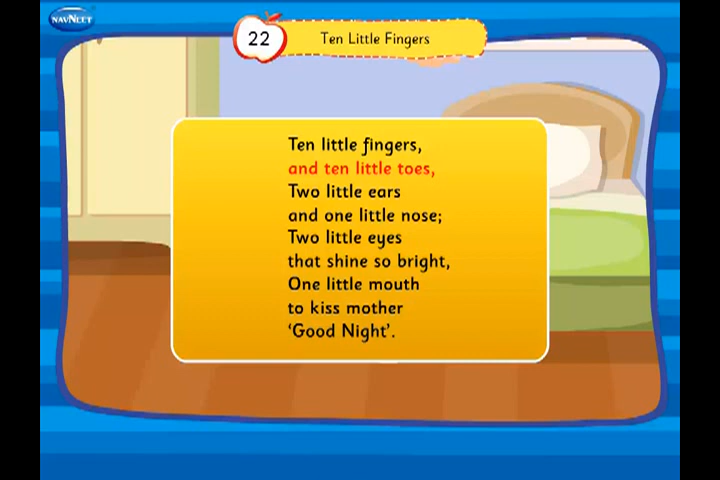 NAVNEET
22
Ten Little Fingers
Ten little fingers,
and ten little toes,
Two little ears
and one little nose;
Two little eyes
that shine so bright,
One little mouth
to kiss mother
‘Good Night’.